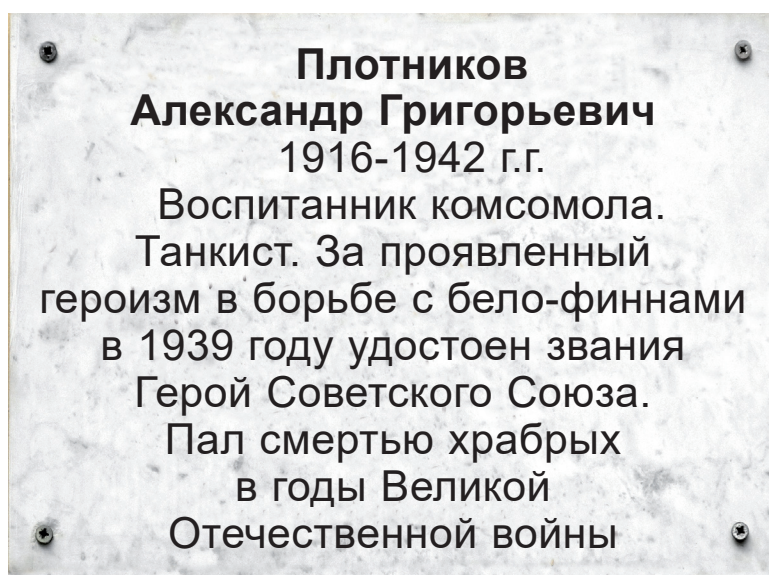 Плотников
Александр Григорьевич
1916-1942 г.г.
Воспитанник комсомола.
Танкист. За проявленный
героизм в борьбе с бело-финнами
в 1939 году удостоен звания
Герой Советского Союза.
Пал смертью храбрых
в годы Великой
Отечественной войны